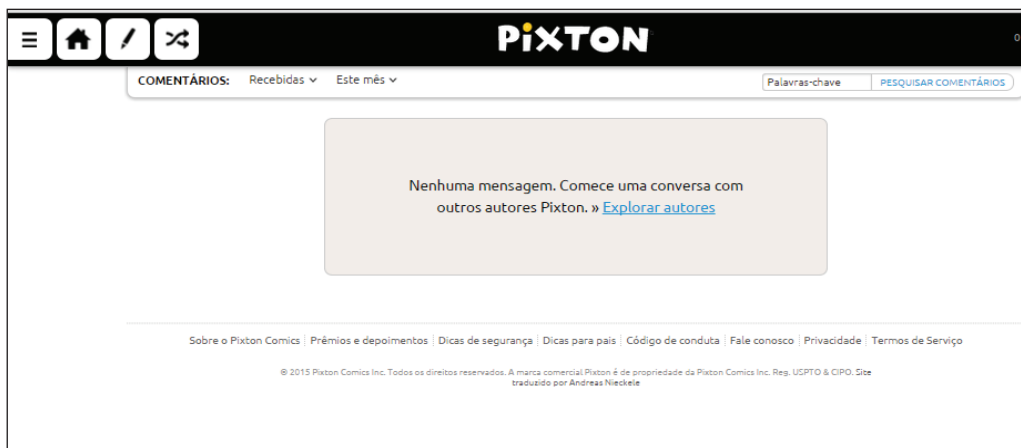 PiXTON
0
COMENTÁRIOS: Recebidas Este mês Palavras-chave PESQUISAR COMENTÁRIOS
Nenhuma mensagem. Comece uma conversa com
outros autores Pixton. » Explorar autores
Sobre o Pixton Comics Prêmios e depoimentos Dicas de segurança Dicas para pais Código de conduta Fale conosco Privacidade Termos de Serviço
© 2015 Pixton Comics Inc. Todos os direitos reservados. A marca comercial Pixton é de propriedade da Pixton Comics Inc. Reg. USPTO & CIPO. Site
traduzido por Andreas Nieckele